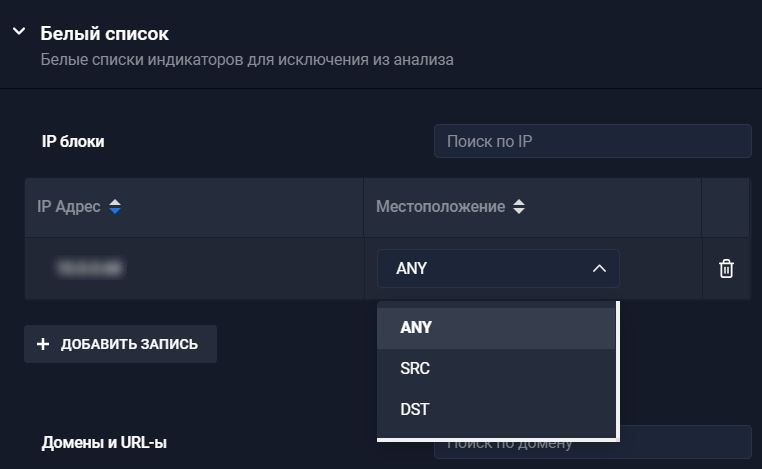 Белый список
Белые списки индикаторов для исключения из анализа
IP блоки
Поиск по IP
IP Адрес
Местоположение
ANY
ANY
SRC
DST
ДОБАВИТЬ ЗАПИСЬ
Домены и URL-ы
Поиск по домену